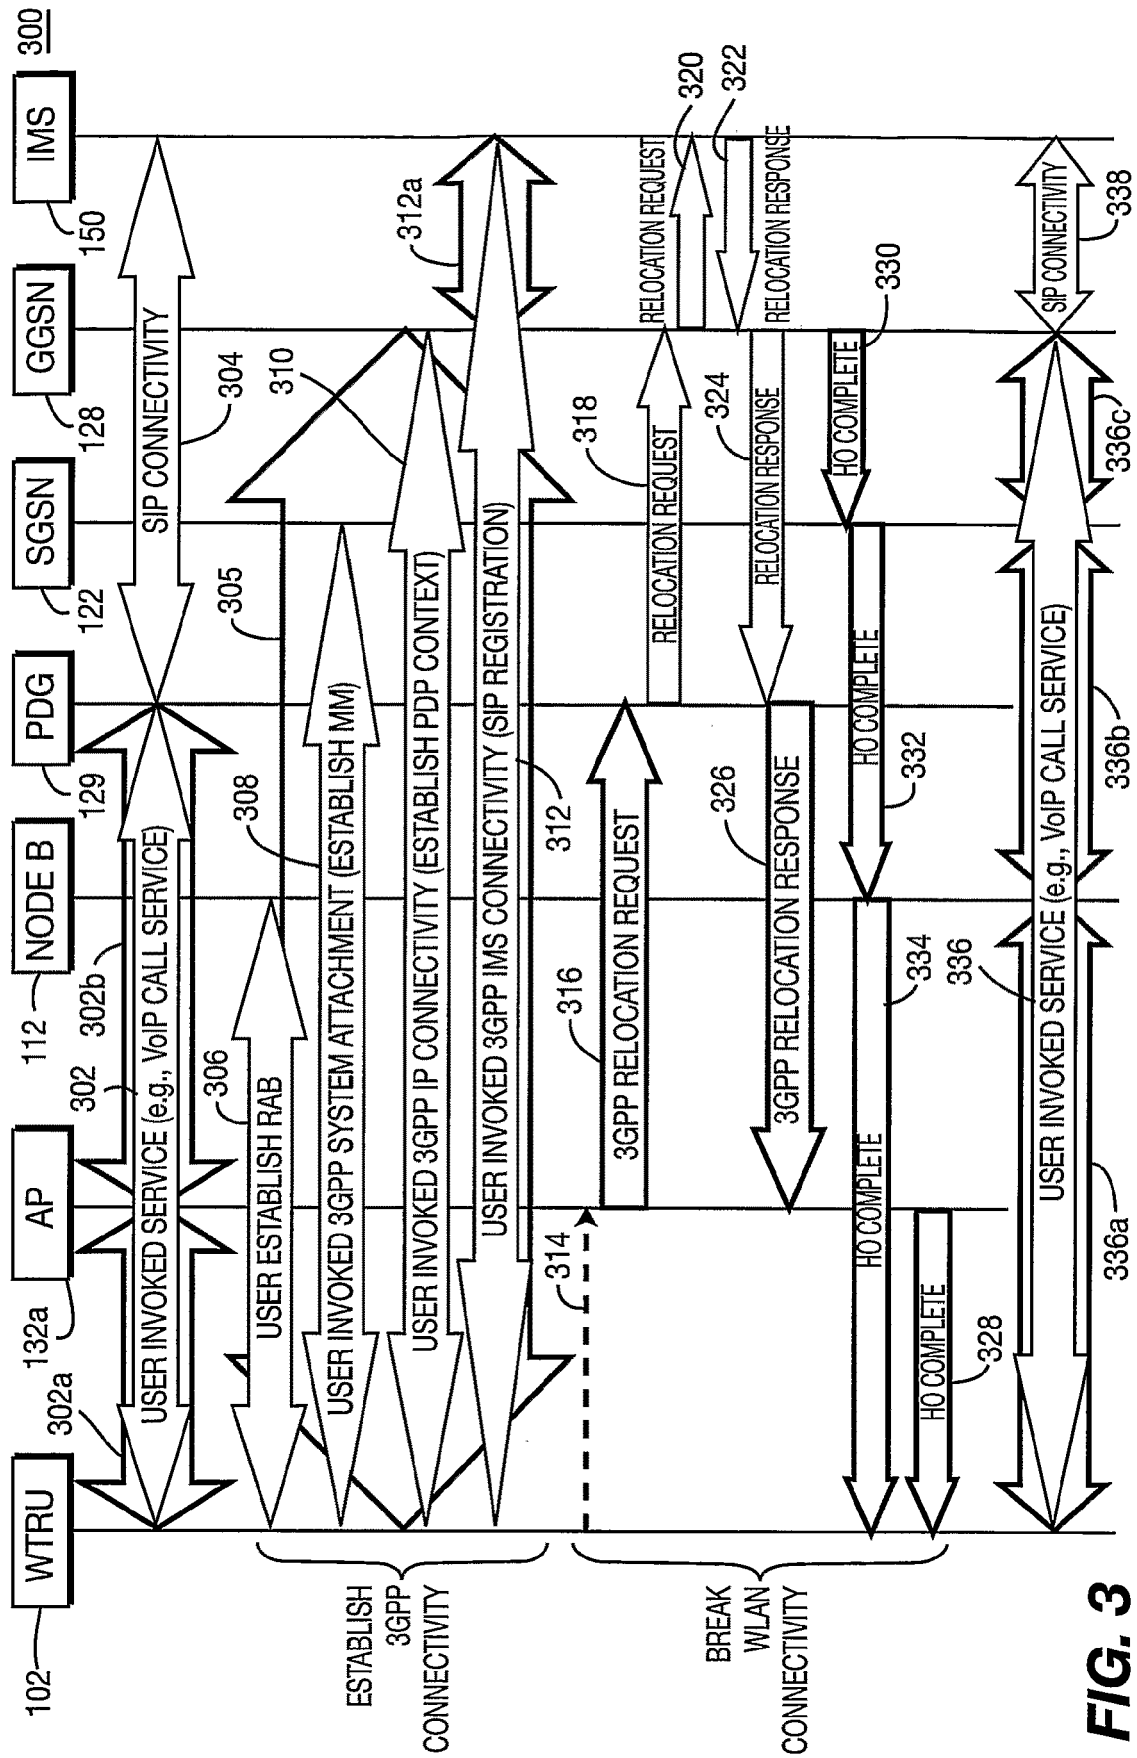 300
WTRU
AP
NODE B
PDG
SGSN
GGSN
IMS
102
132a
112
129
122
128
150
302a
302
302b
USER INVOKED SERVICE (e.g., VoIP CALL SERVICE)
SIP CONNECTIVITY
304
305
306
USER ESTABLISH RAB
308
USER INVOKED 3GPP SYSTEM ATTACHMENT (ESTABLISH MM)
310
USER INVOKED 3GPP IP CONNECTIVITY (ESTABLISH PDP CONTEXT)
312a
USER INVOKED 3GPP IMS CONNECTIVITY (SIP REGISTRATION)
312
ESTABLISH
3GPP
CONNECTIVITY
314
316
3GPP RELOCATION REQUEST
318
RELOCATION REQUEST
RELOCATION REQUEST
320
322
RELOCATION RESPONSE
324
RELOCATION RESPONSE
326
3GPP RELOCATION RESPONSE
330
HO COMPLETE
HO COMPLETE
332
334
HO COMPLETE
HO COMPLETE
328
BREAK
WLAN
CONNECTIVITY
336
USER INVOKED SERVICE (e.g., VoIP CALL SERVICE)
SIP CONNECTIVITY
338
336a
336b
336c
FIG. 3